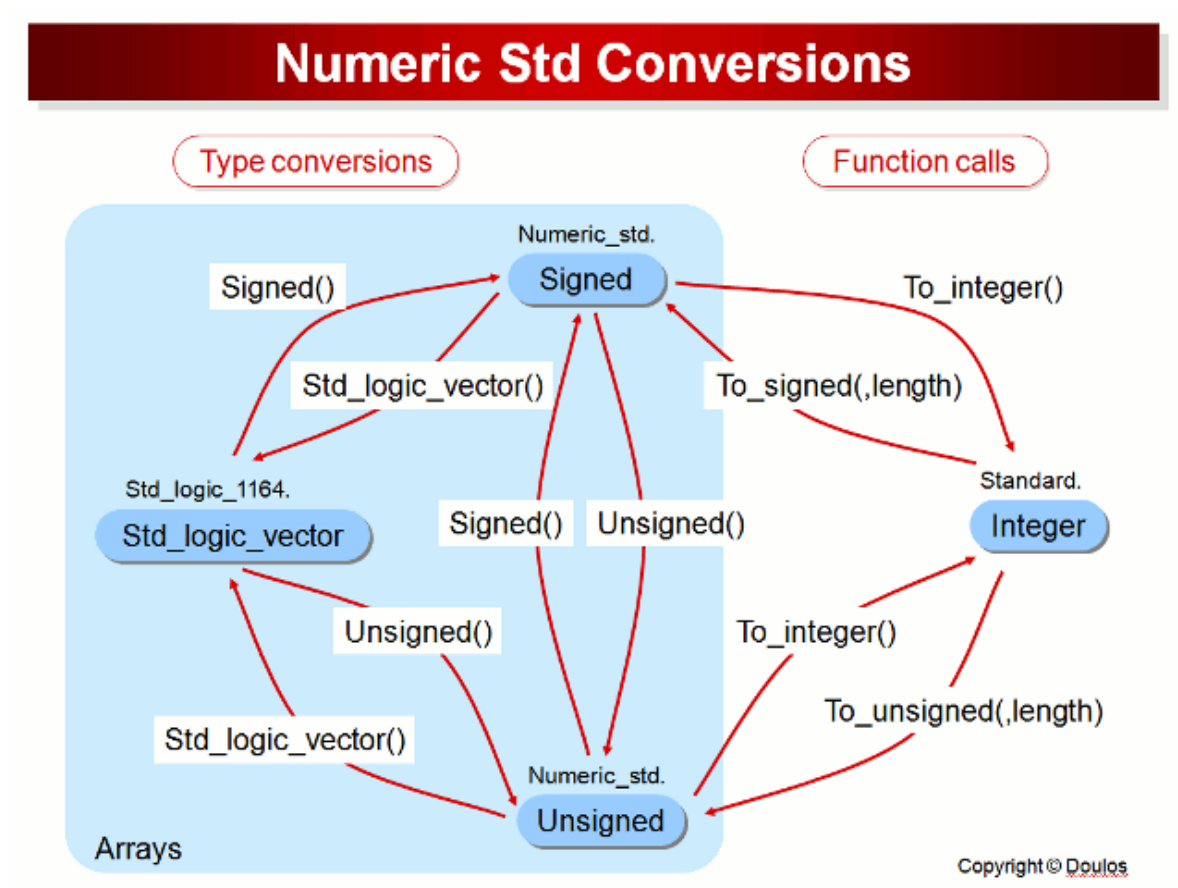 Numeric Std Conversions
Type conversions
Function calls
Numeric_std.
Signed
Signed()
To_integer()
Std_logic_vector()
To_signed(,length)
Std_logic_1164.
Std_logic_vector
Signed()
Unsigned()
Standard.
Integer
Unsigned()
To_integer()
To_unsigned(,length)
Std_logic_vector()
Numeric_std.
Unsigned
Arrays
Copyright © Doulos